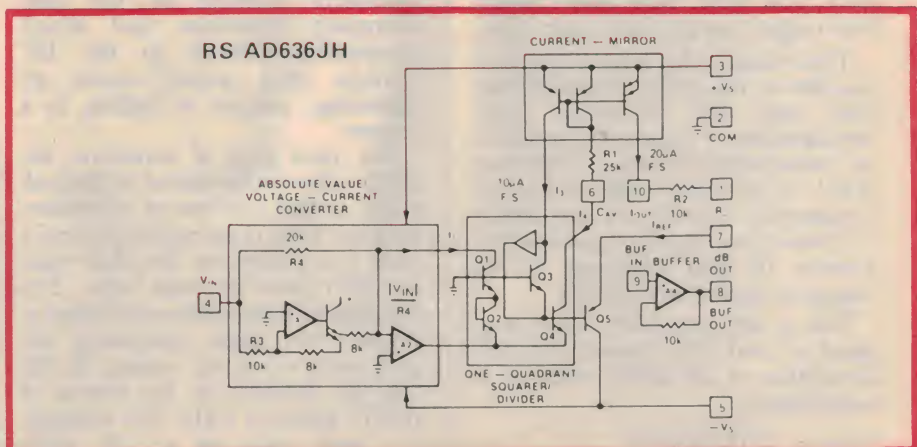 RS AD636JH
CURRENT — MIRROR
3
+ VS
2
COM
R1
25k
20µA
F S
10µA
F S
I3
6
CAV
I4
10
IOUT
R2
10k
1
RL
IREF
7
dB
OUT
ABSOLUTE VALUE/
VOLTAGE — CURRENT
CONVERTER
20k
R4
I1
VIN
4
R3
10k
8k
8k
|VIN|
R4
A2
Q1
Q2
Q3
Q4
Q5
BUF
IN
BUFFER
9
A4
10k
8
BUF
OUT
ONE — QUADRANT
SQUARER/
DIVIDER
5
— VS